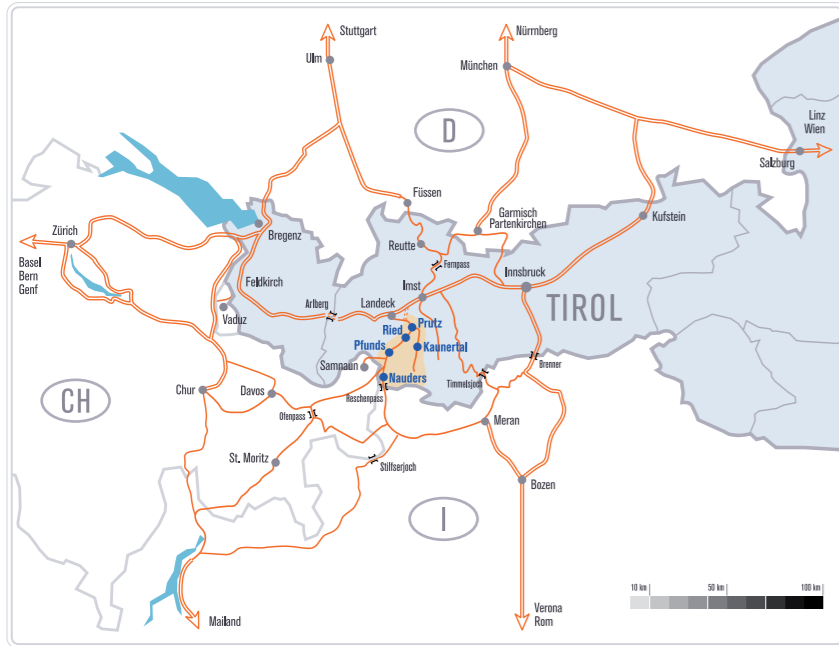 Stuttgart
Nürnberg
Ulm
München
Linz
Wien
D
Salzburg
Füssen
Garmisch
Partenkirchen
Kufstein
Zürich
Bregenz
Reutte
Basel
Bern
Genf
Fernpass
Feldkirch
Imst
Innsbruck
TIROL
Vaduz
Arlberg
Landeck
Prutz
Ried
Pfunds
Kaunertal
Samnaun
Brenner
Nauders
Timmelsjoch
CH
Chur
Davos
Reschenpass
Ofenpass
Meran
St. Moritz
Stilfserjoch
Bozen
I
10 km
50 km
100 km
Mailand
Verona
Rom